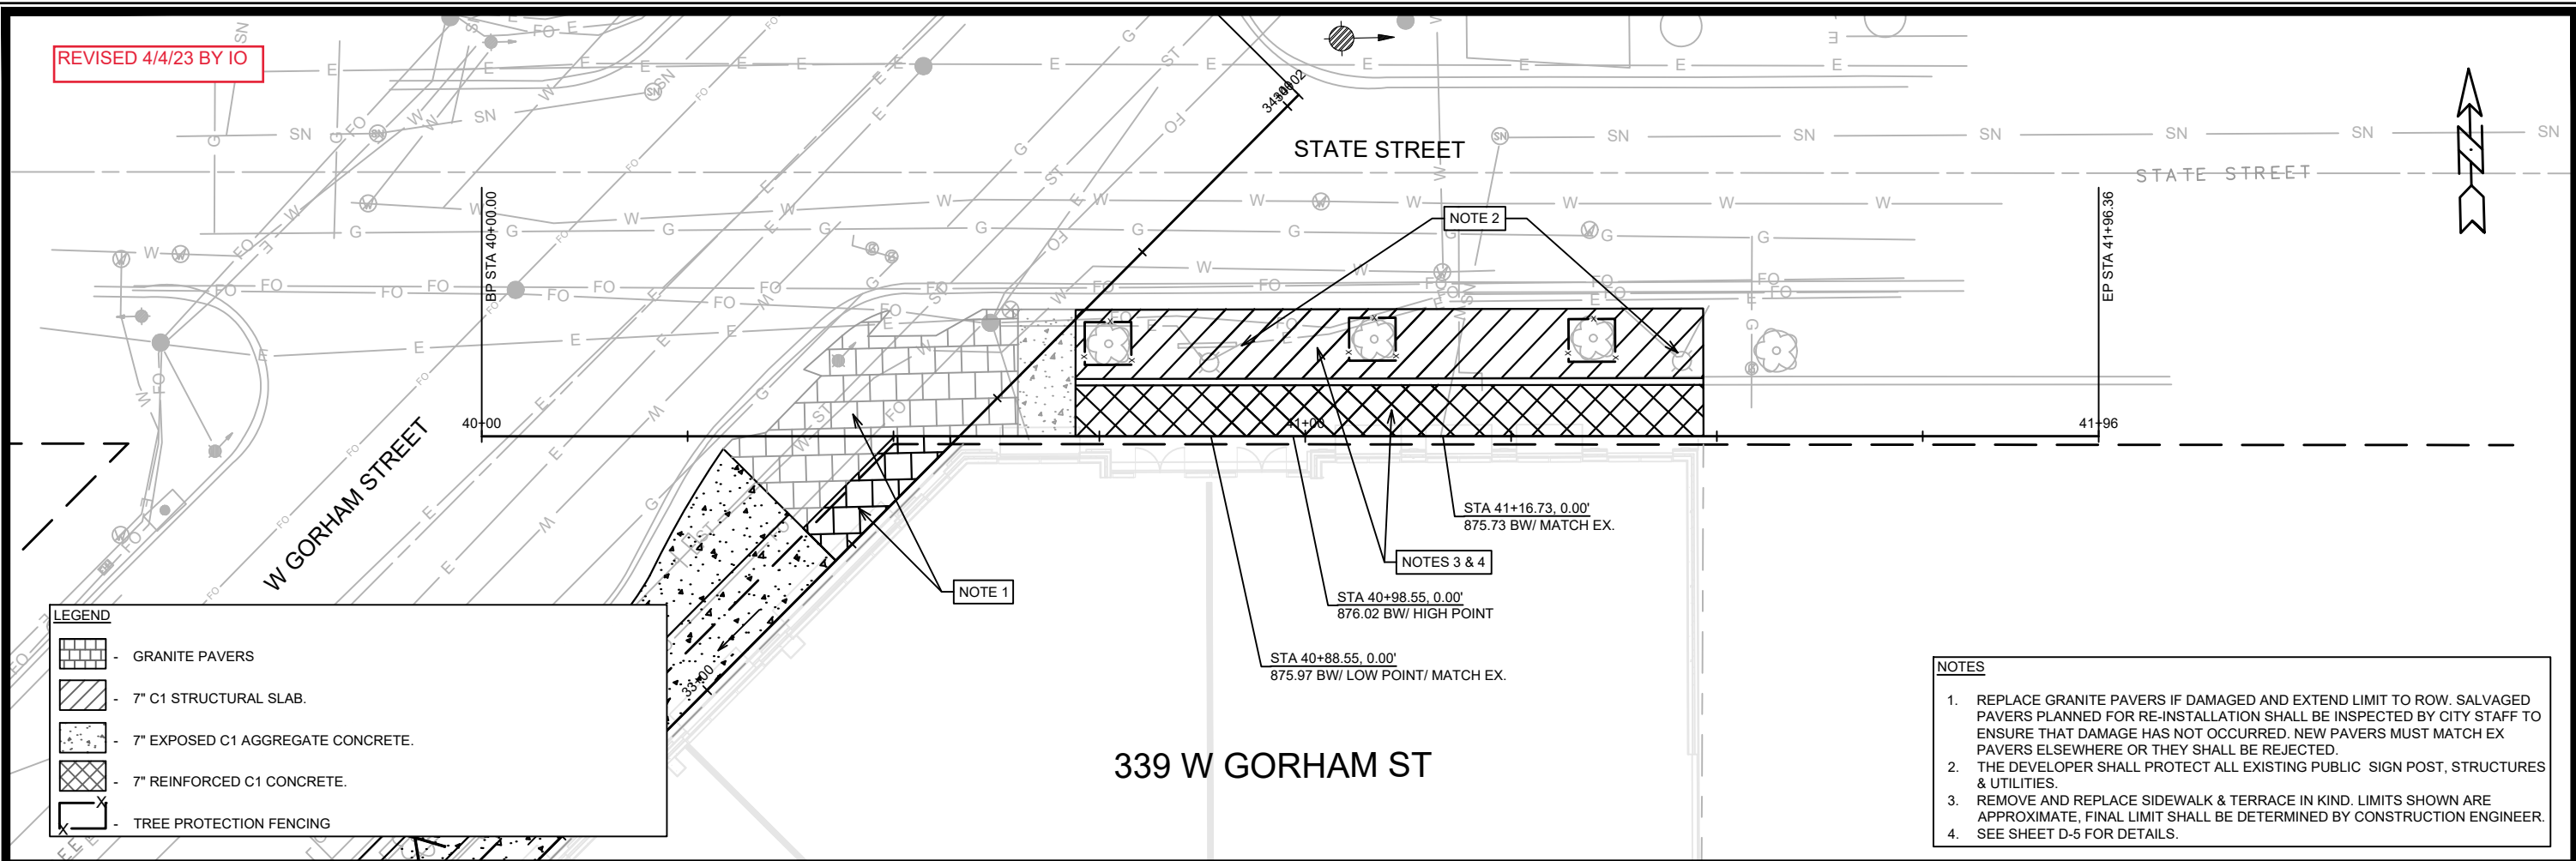 REVISED 4/4/23 BY IO
STATE STREET
STATE STREET
BP STA 40+00.00
EP STA 41+96.36
NOTE 2
40+00
41+00
41+96
W GORHAM STREET
STA 41+16.73, 0.00'
875.73 BW/ MATCH EX.
NOTES 3 & 4
NOTE 1
STA 40+98.55, 0.00'
876.02 BW/ HIGH POINT
STA 40+88.55, 0.00'
875.97 BW/ LOW POINT/ MATCH EX.
33+00
339 W GORHAM ST
LEGEND
- GRANITE PAVERS
- 7" C1 STRUCTURAL SLAB.
- 7" EXPOSED C1 AGGREGATE CONCRETE.
- 7" REINFORCED C1 CONCRETE.
- TREE PROTECTION FENCING
NOTES
1. REPLACE GRANITE PAVERS IF DAMAGED AND EXTEND LIMIT TO ROW. SALVAGED
PAVERS PLANNED FOR RE-INSTALLATION SHALL BE INSPECTED BY CITY STAFF TO
ENSURE THAT DAMAGE HAS NOT OCCURRED. NEW PAVERS MUST MATCH EX
PAVERS ELSEWHERE OR THEY SHALL BE REJECTED.
2. THE DEVELOPER SHALL PROTECT ALL EXISTING PUBLIC SIGN POST, STRUCTURES
& UTILITIES.
3. REMOVE AND REPLACE SIDEWALK & TERRACE IN KIND. LIMITS SHOWN ARE
APPROXIMATE, FINAL LIMIT SHALL BE DETERMINED BY CONSTRUCTION ENGINEER.
4. SEE SHEET D-5 FOR DETAILS.